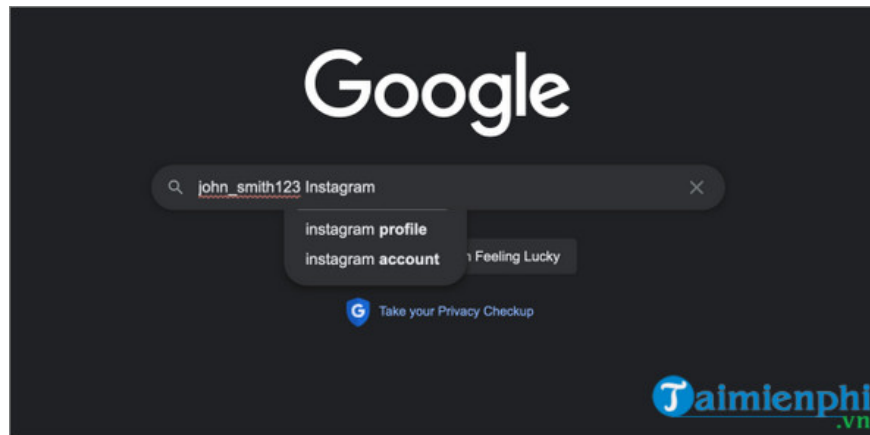 Google
john_smith123 Instagram
instagram profile
instagram account
Feeling Lucky
Take your Privacy Checkup
Taimienphi
.vn